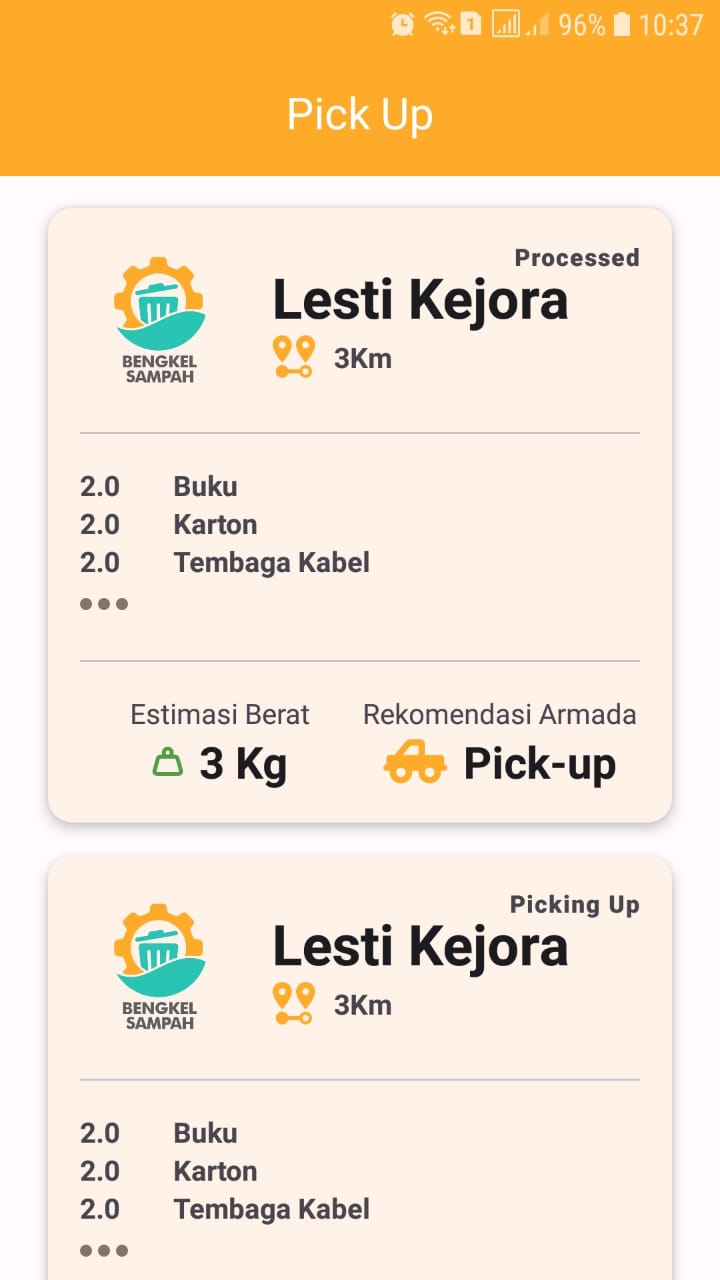 1 96% 10:37
Pick Up
Processed
Lesti Kejora
3Km
BENGKEL
SAMPAH
2.0 Buku
2.0 Karton
2.0 Tembaga Kabel
Estimasi Berat Rekomendasi Armada
3 Kg Pick-up
Picking Up
Lesti Kejora
3Km
BENGKEL
SAMPAH
2.0 Buku
2.0 Karton
2.0 Tembaga Kabel